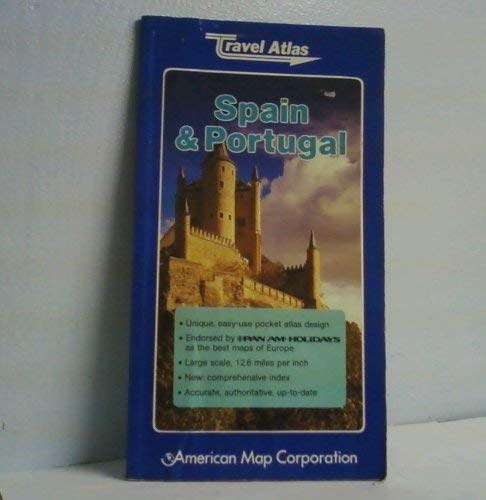 Travel Atlas
Spain
& Portugal
• Unique, easy-use pocket atlas design
• Endorsed by PAN AM HOLIDAYS
as the best maps of Europe
• Large scale, 12.6 miles per inch
• New: comprehensive index
• Accurate, authoritative, up-to-date
American Map Corporation